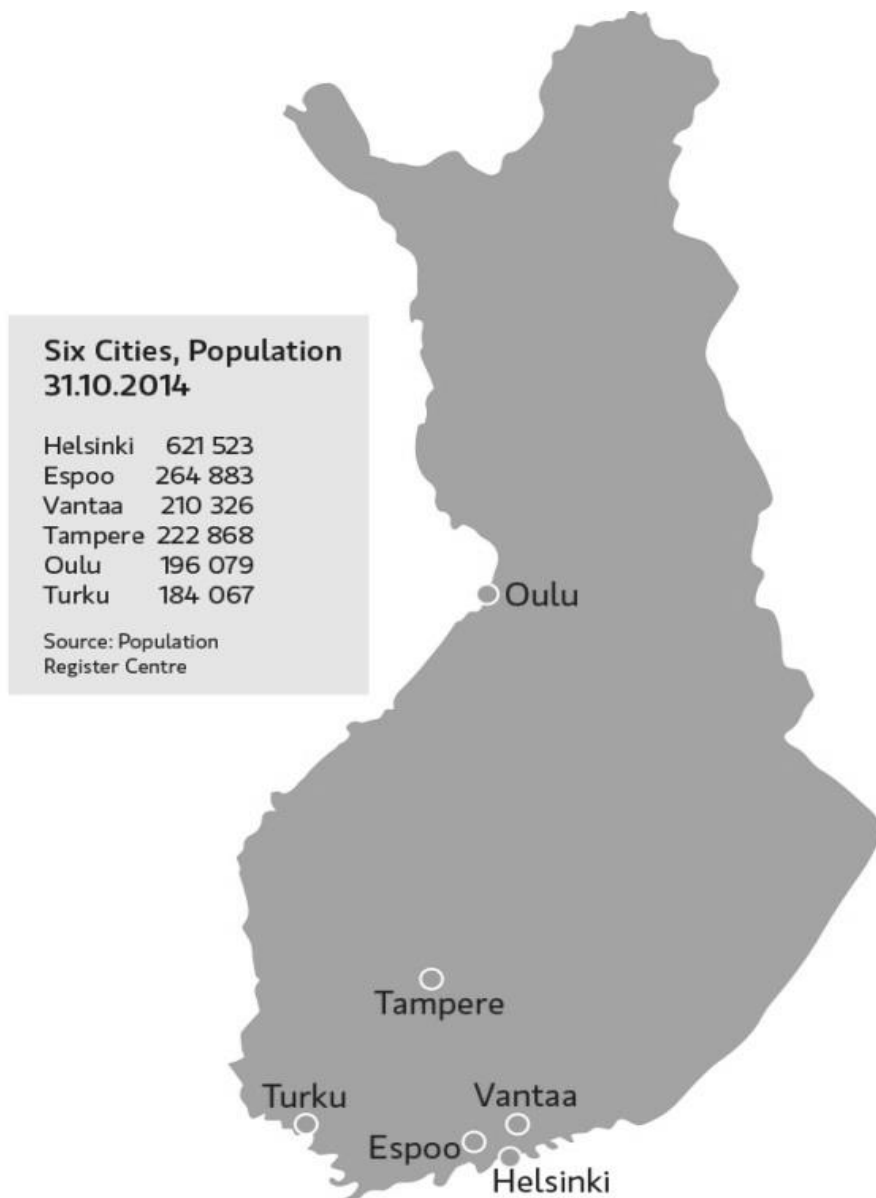 Six Cities, Population
31.10.2014
Helsinki 621 523
Espoo 264 883
Vantaa 210 326
Tampere 222 868
Oulu 196 079
Turku 184 067
Source: Population
Register Centre
Oulu
Tampere
Turku
Vantaa
Espoo
Helsinki